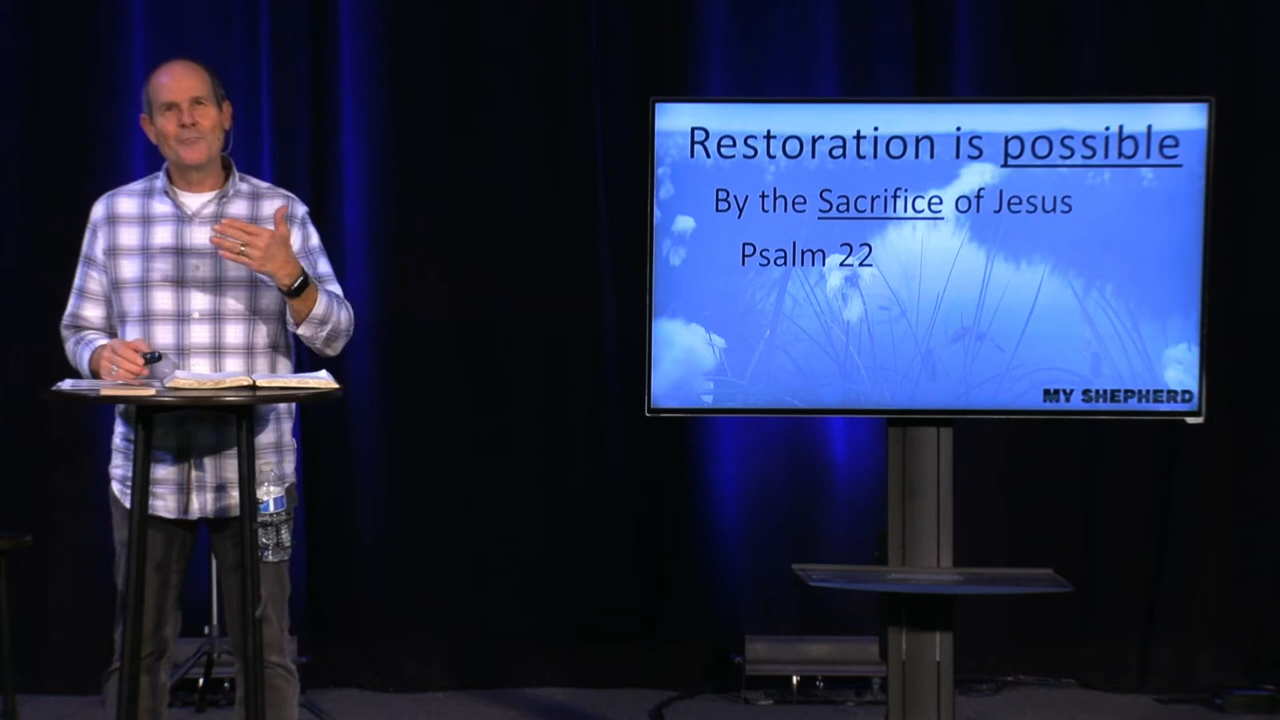 Restoration is possible
By the Sacrifice of Jesus
Psalm 22
MY SHEPHERD